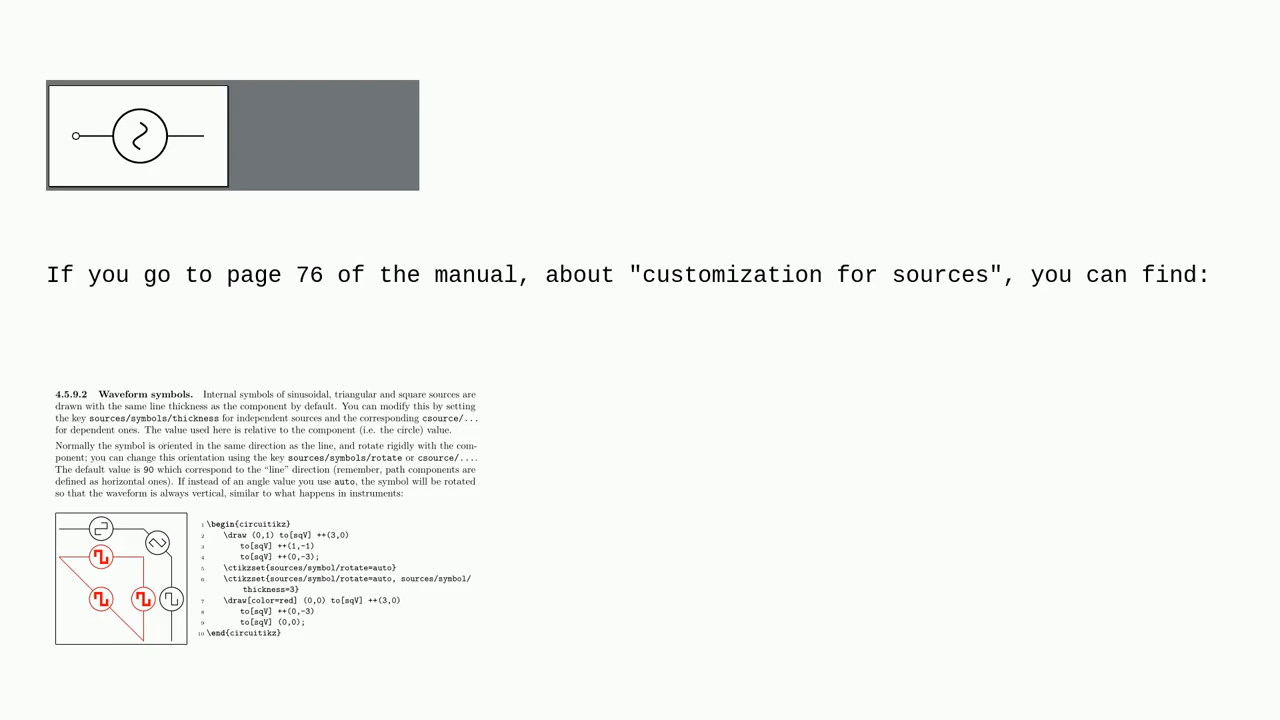 If you go to page 76 of the manual, about "customization for sources", you can find:
4.5.9.2 Waveform symbols. Internal symbols of sinusoidal, triangular and square sources are
drawn with the same line thickness as the component by default. You can modify this by setting
the key sources/symbols/thickness for independent sources and the corresponding csource/...
for dependent ones. The value used here is relative to the component (i.e. the circle) value.
Normally the symbol is oriented in the same direction as the line, and rotate rigidly with the com-
ponent; you can change this orientation using the key sources/symbols/rotate or csource/....
The default value is 90 which correspond to the “line” direction (remember, path components are
defined as horizontal ones). If instead of an angle value you use auto, the symbol will be rotated
so that the waveform is always vertical, similar to what happens in instruments:
1 \begin{circuitikz}
2 \draw (0,1) to[sqV] ++(3,0)
3 to[sqV] ++(1,-1)
4 to[sqV] ++(0,-3);
5 \ctikzset{sources/symbol/rotate=auto}
6 \ctikzset{sources/symbol/rotate=auto, sources/symbol/
thickness=3}
7 \draw[color=red] (0,0) to[sqV] ++(3,0)
8 to[sqV] ++(0,-3)
9 to[sqV] (0,0);
10 \end{circuitikz}